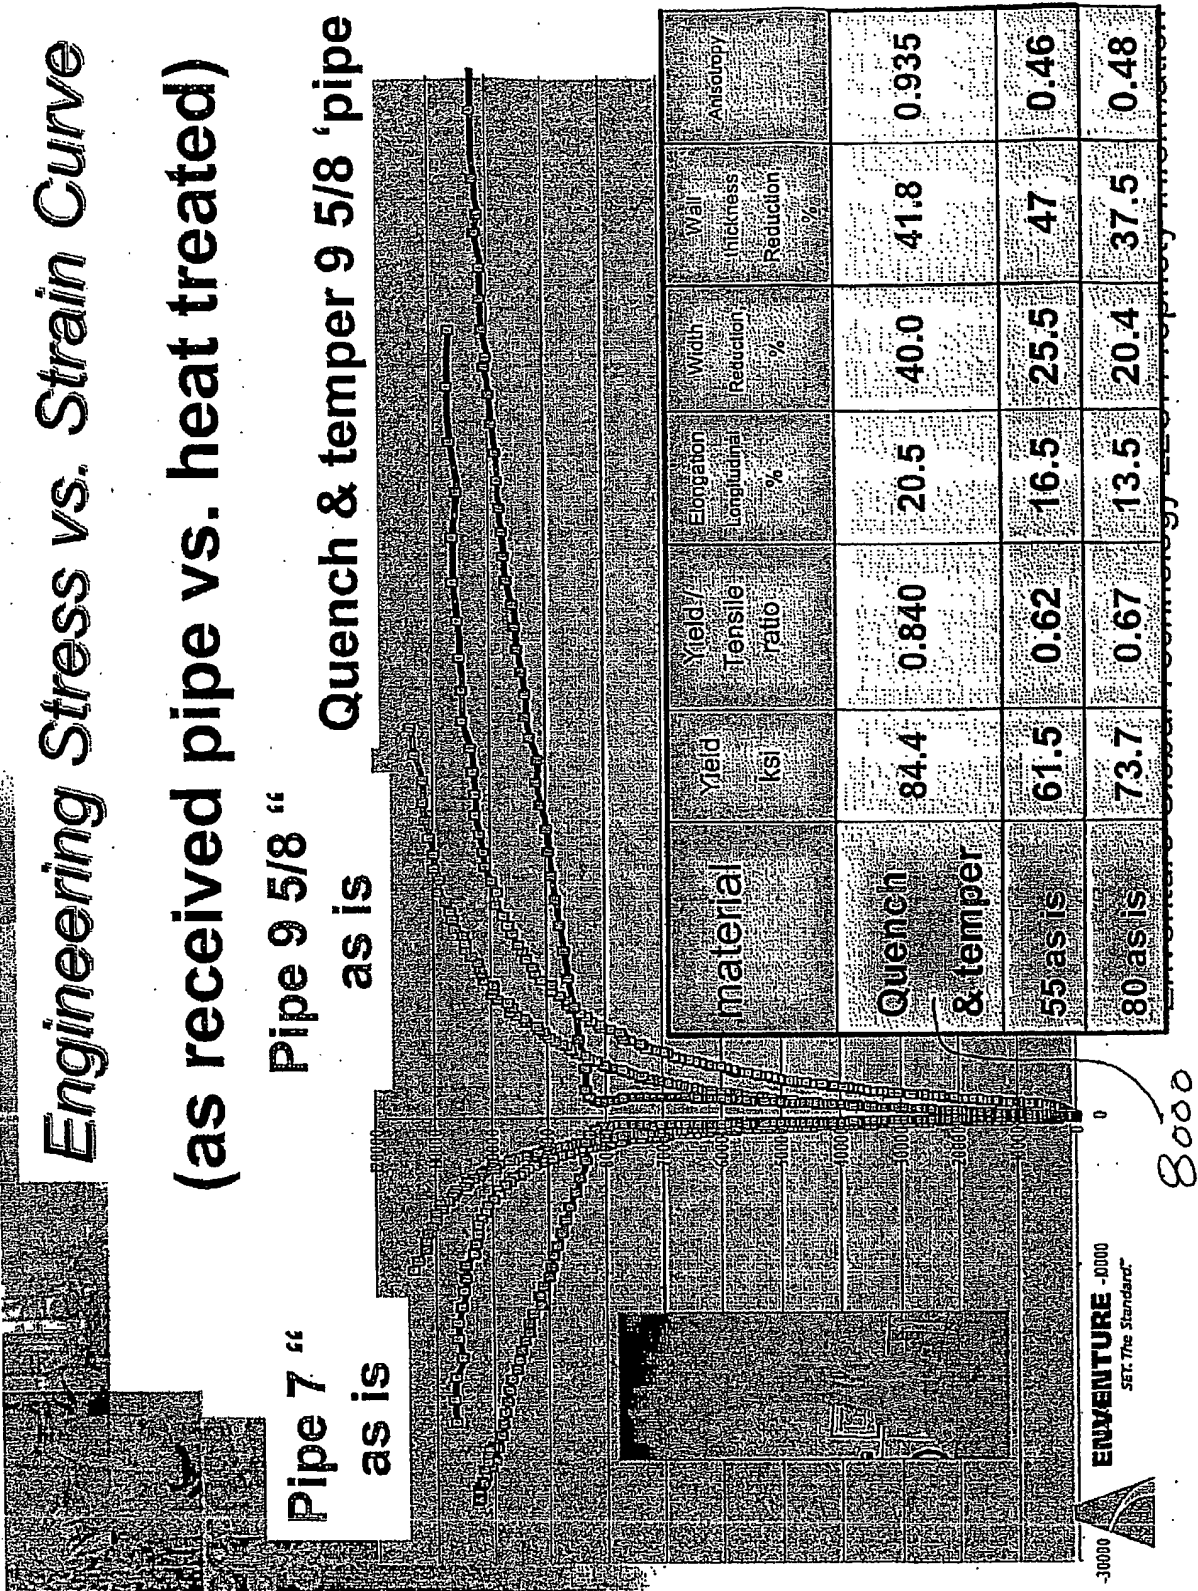 Engineering Stress vs. Strain Curve
(as received pipe vs. heat treated)
Pipe 7 “
as is
Pipe 9 5/8 “
as is
Quench & temper 9 5/8 ‘pipe
material
Yield
ksi
Yield /
Tensile
ratio
Elongation
Longitudinal
%
Width
Reduction
%
Wall
thickness
Reduction
%
Anisotropy
Quench
& temper
84.4
0.840
20.5
40.0
41.8
0.935
55 as is
61.5
0.62
16.5
25.5
47
0.46
80 as is
73.7
0.67
13.5
20.4
37.5
0.48
-30000
-10000
0
ENVENTURE
SET. The Standard.™
8000